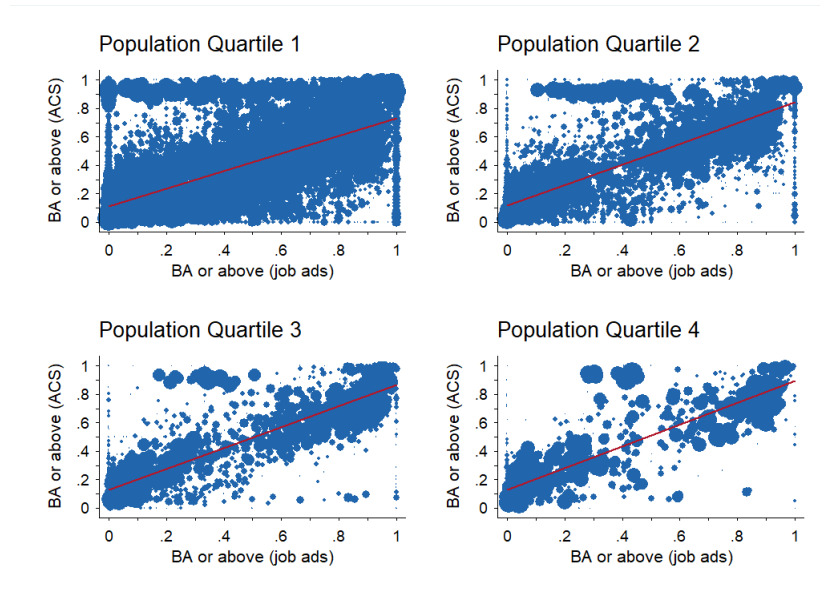 Population Quartile 1
BA or above (ACS)
1
.8
.6
.4
.2
0
0 .2 .4 .6 .8 1
BA or above (job ads)
Population Quartile 2
BA or above (ACS)
1
.8
.6
.4
.2
0
0 .2 .4 .6 .8 1
BA or above (job ads)
Population Quartile 3
BA or above (ACS)
1
.8
.6
.4
.2
0
0 .2 .4 .6 .8 1
BA or above (job ads)
Population Quartile 4
BA or above (ACS)
1
.8
.6
.4
.2
0
0 .2 .4 .6 .8 1
BA or above (job ads)